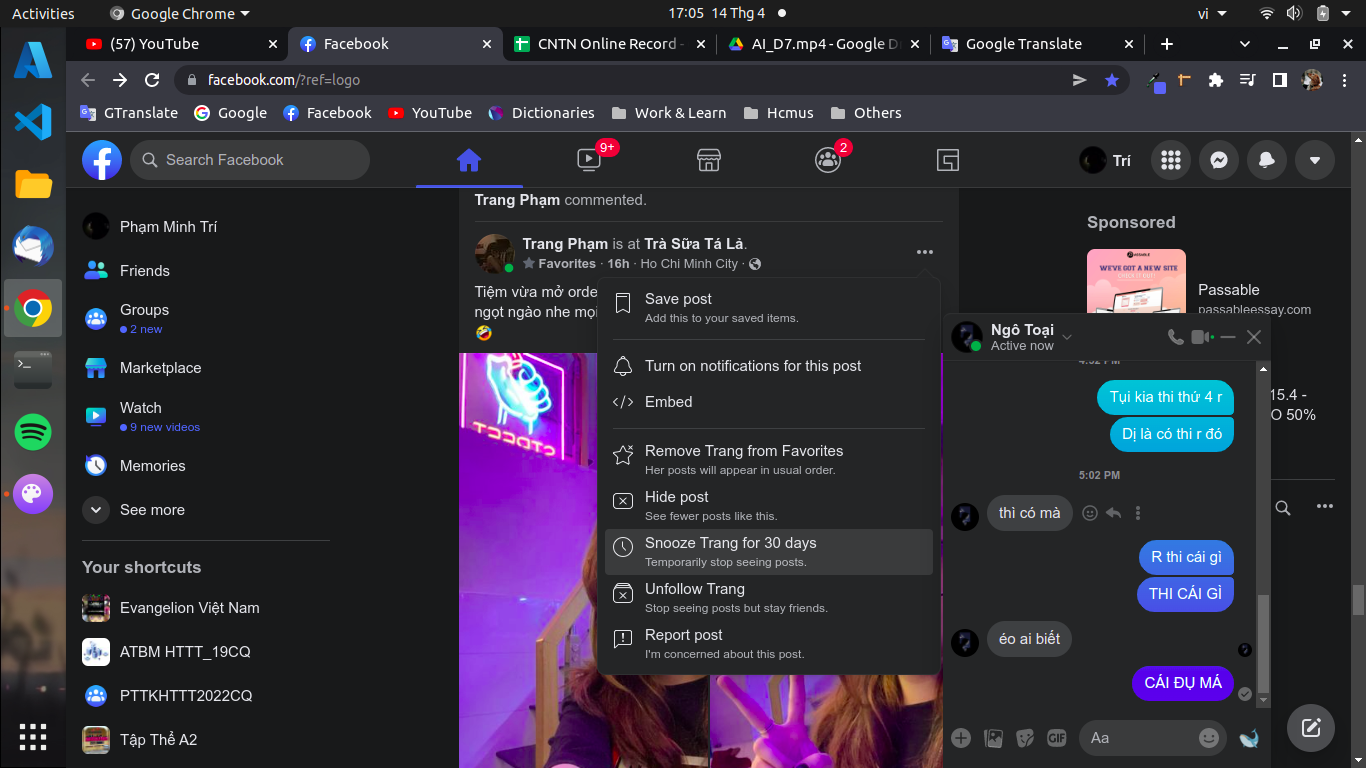 Activities
Google Chrome
17:05 14 Thg 4
vi
(57) YouTube
Facebook
CNTN Online Record -
AI_D7.mp4 - Google D
Google Translate
facebook.com/?ref=logo
GTranslate
Google
Facebook
YouTube
Dictionaries
Work & Learn
Hcmus
Others
Search Facebook
9+
2
Trí
Phạm Minh Trí
Friends
Groups
2 new
Marketplace
Watch
9 new videos
Memories
See more
Your shortcuts
Evangelion Việt Nam
ATBM HTTT_19CQ
PTTKHTTT2022CQ
Tập Thể A2
Trang Phạm commented.
Trang Phạm is at Trà Sữa Tá Lả.
Favorites · 16h · Ho Chi Minh City ·
Tiệm vừa mở orde
ngọt ngào nhe mọi
Save post
Add this to your saved items.
Turn on notifications for this post
Embed
Remove Trang from Favorites
Her posts will appear in usual order.
Hide post
See fewer posts like this.
Snooze Trang for 30 days
Temporarily stop seeing posts.
Unfollow Trang
Stop seeing posts but stay friends.
Report post
I'm concerned about this post.
Sponsored
WE'VE GOT A NEW SITE
Passable
passableessay.com
15.4 -
O 50%
Ngô Toại
Active now
4:52 PM
Tụi kia thi thứ 4 r
Dị là có thi r đó
5:02 PM
thì có mà
R thi cái gì
THI CÁI GÌ
éo ai biết
CÁI ĐỤ MÁ
GIF
Aa